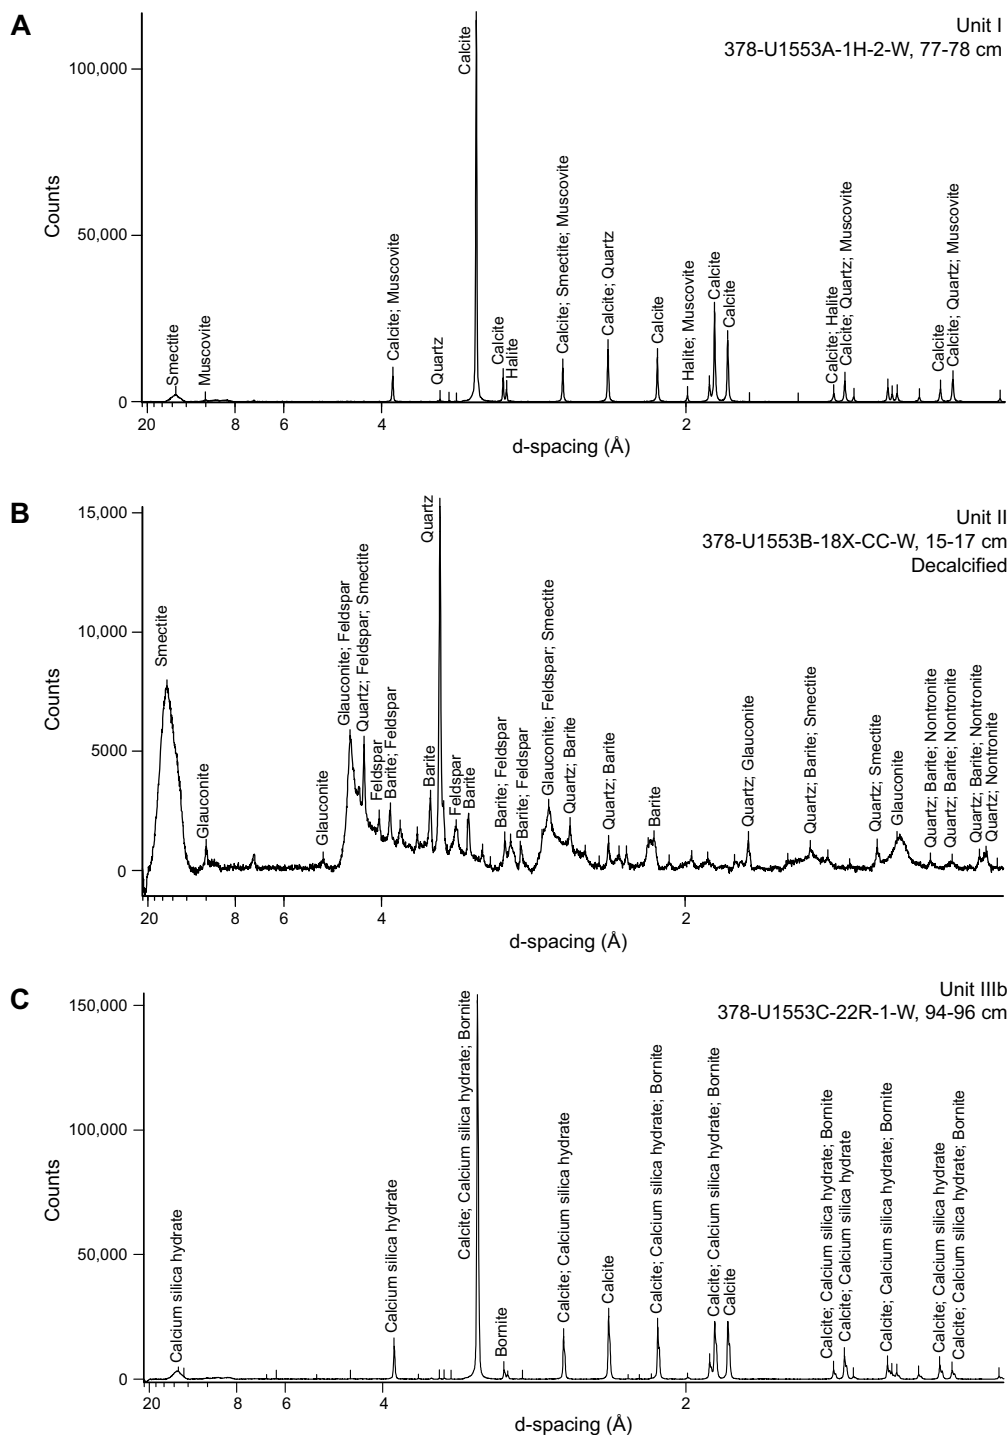 A
Unit I
378-U1553A-1H-2-W, 77-78 cm
100,000
50,000
0
Counts
Smectite
Muscovite
Calcite; Muscovite
Quartz
Calcite
Calcite
Halite
Calcite; Smectite; Muscovite
Calcite; Quartz
Calcite
Halite; Muscovite
Calcite
Calcite
Calcite; Halite
Calcite; Quartz; Muscovite
Calcite
Calcite; Quartz; Muscovite
20 8 6 4 2
d-spacing (Å)
B
Unit II
378-U1553B-18X-CC-W, 15-17 cm
Decalcified
15,000
10,000
5000
0
Counts
Smectite
Glauconite
Glauconite
Glauconite; Feldspar
Quartz; Feldspar; Smectite
Feldspar
Barite; Feldspar
Barite
Quartz
Feldspar
Barite
Barite; Feldspar
Barite; Feldspar
Glauconite; Feldspar; Smectite
Quartz; Barite
Quartz; Barite
Barite
Quartz; Glauconite
Quartz; Barite; Smectite
Quartz; Smectite
Glauconite
Quartz; Barite; Nontronite
Quartz; Barite; Nontronite
Quartz; Barite; Nontronite
Quartz; Nontronite
20 8 6 4 2
d-spacing (Å)
C
Unit IIIb
378-U1553C-22R-1-W, 94-96 cm
150,000
100,000
50,000
0
Counts
Calcium silica hydrate
Calcium silica hydrate
Calcite; Calcium silica hydrate; Bornite
Bornite
Calcite; Calcium silica hydrate
Calcite
Calcite; Calcium silica hydrate; Bornite
Calcite; Calcium silica hydrate; Bornite
Calcite
Calcite; Calcium silica hydrate; Bornite
Calcite; Calcium silica hydrate
Calcite; Calcium silica hydrate; Bornite
Calcite; Calcium silica hydrate
Calcite; Calcium silica hydrate; Bornite
20 8 6 4 2
d-spacing (Å)